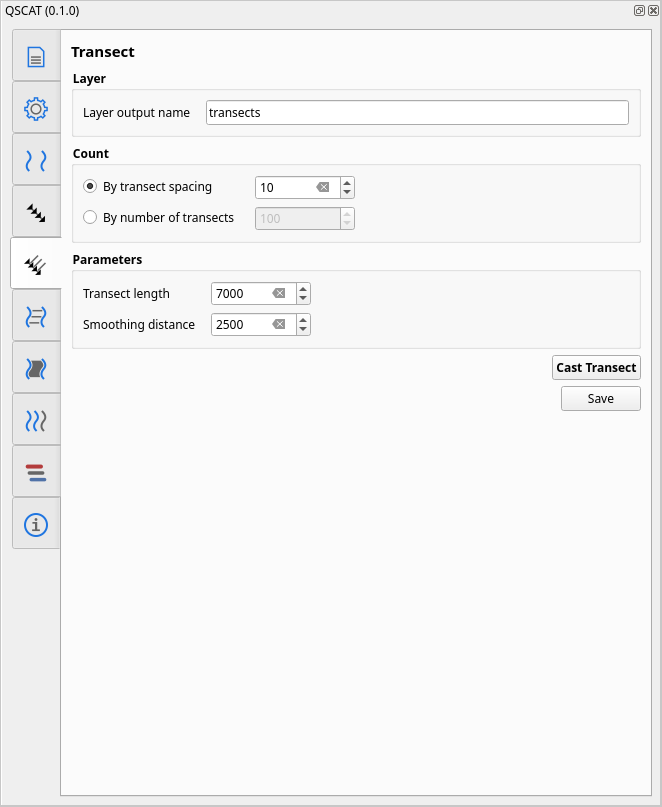 QSCAT (0.1.0)
Transect
Layer
Layer output name transects
Count
By transect spacing 10
By number of transects 100
Parameters
Transect length 7000
Smoothing distance 2500
Cast Transect
Save